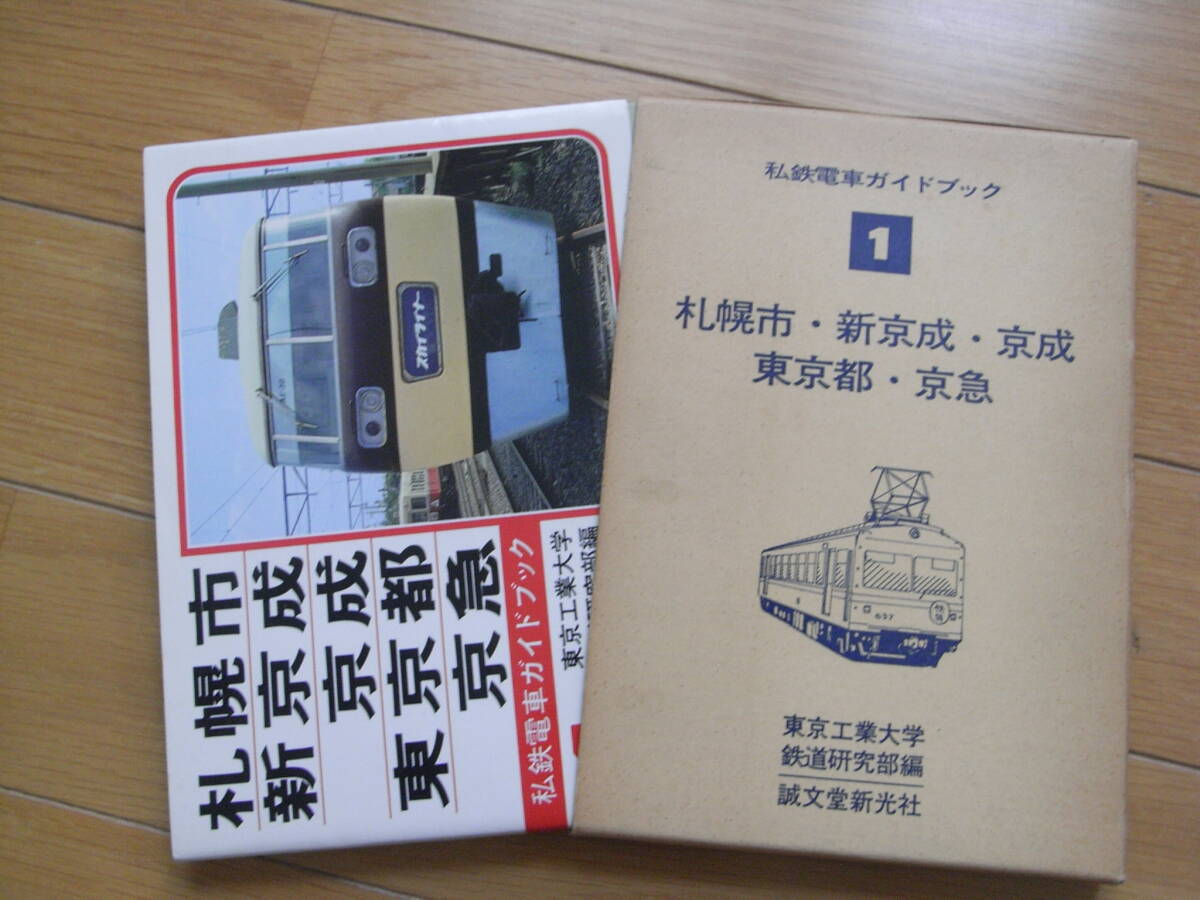 札幌市
新京成
京成
東京都
京急
私鉄電車ガイドブック
東京工業大学
スカイライナー
私鉄電車ガイドブック
1
札幌市・新京成・京成
東京都・京急
東京工業大学
鉄道研究部編
誠文堂新光社